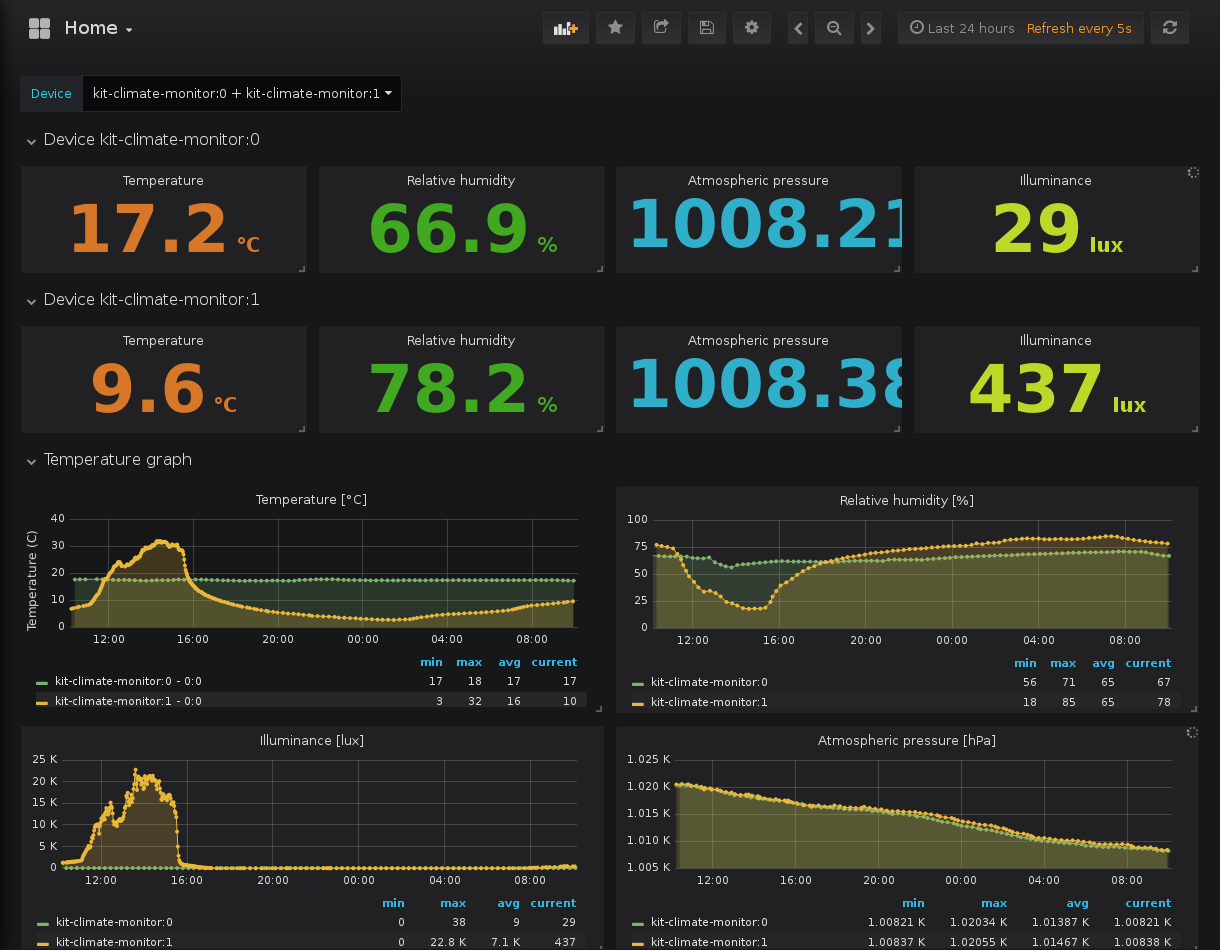 Home
Last 24 hours Refresh every 5s
Device kit-climate-monitor:0 + kit-climate-monitor:1
Device kit-climate-monitor:0
Temperature Relative humidity Atmospheric pressure Illuminance
17.2 °C 66.9 % 1008.21 29 lux
Device kit-climate-monitor:1
Temperature Relative humidity Atmospheric pressure Illuminance
9.6 °C 78.2 % 1008.38 437 lux
Temperature graph
Temperature [°C]
Temperature (C)
40
30
20
10
0
12:00 16:00 20:00 00:00 04:00 08:00
min max avg current
kit-climate-monitor:0 - 0:0 17 18 17 17
kit-climate-monitor:1 - 0:0 3 32 16 10
Relative humidity [%]
100
75
50
25
0
12:00 16:00 20:00 00:00 04:00 08:00
min max avg current
kit-climate-monitor:0 56 71 65 67
kit-climate-monitor:1 18 85 65 78
Illuminance [lux]
25 K
20 K
15 K
10 K
5 K
0
12:00 16:00 20:00 00:00 04:00 08:00
min max avg current
kit-climate-monitor:0 0 38 9 29
kit-climate-monitor:1 0 22.8 K 7.1 K 437
Atmospheric pressure [hPa]
1.025 K
1.020 K
1.015 K
1.010 K
1.005 K
12:00 16:00 20:00 00:00 04:00 08:00
min max avg current
kit-climate-monitor:0 1.00821 K 1.02034 K 1.01387 K 1.00821 K
kit-climate-monitor:1 1.00837 K 1.02055 K 1.01467 K 1.00838 K